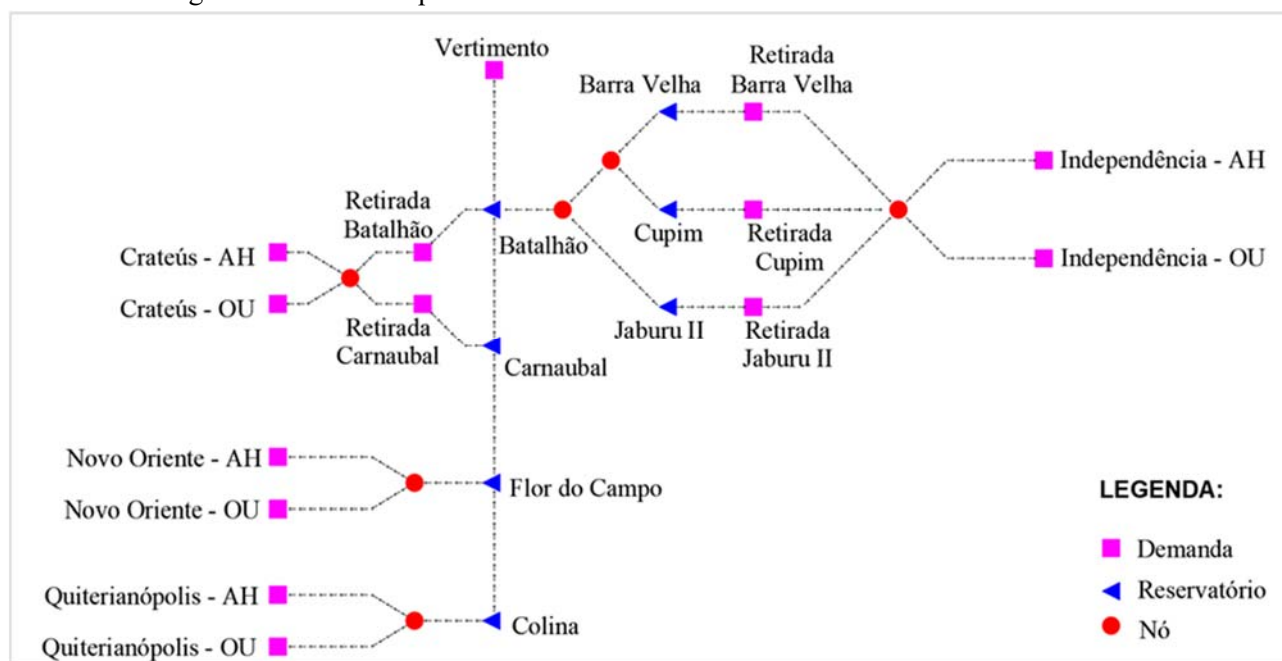 Vertimento
Retirada
Barra Velha
Barra Velha
Independência - AH
Retirada
Batalhão
Batalhão
Cupim
Retirada
Cupim
Crateús - AH
Independência - OU
Crateús - OU
Retirada
Carnaubal
Jaburu II
Retirada
Jaburu II
Carnaubal
Novo Oriente - AH
Flor do Campo
Novo Oriente - OU
LEGENDA:
Demanda
Reservatório
Nó
Quiterianópolis - AH
Colina
Quiterianópolis - OU